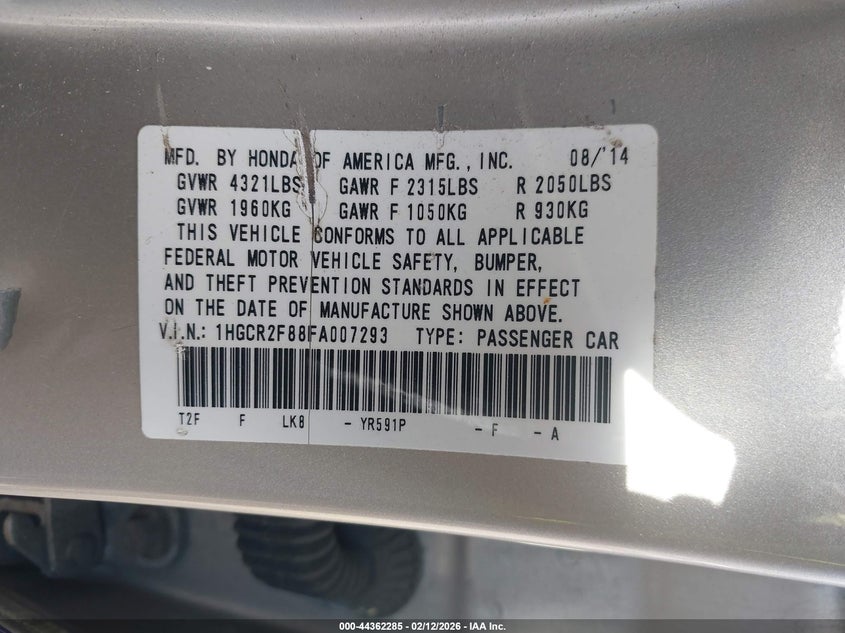 MFD. BY HONDA OF AMERICA MFG., INC. 08/'14
GVWR 4321LBS GAWR F 2315LBS R 2050LBS
GVWR 1960KG GAWR F 1050KG R 930KG
THIS VEHICLE CONFORMS TO ALL APPLICABLE
FEDERAL MOTOR VEHICLE SAFETY, BUMPER,
AND THEFT PREVENTION STANDARDS IN EFFECT
ON THE DATE OF MANUFACTURE SHOWN ABOVE.
V.I.N.: 1HGCR2F88FA007293 TYPE: PASSENGER CAR
T2F F LK8 - YR591P - F - A
000-44362285 - 02/12/2026 - IAA Inc.